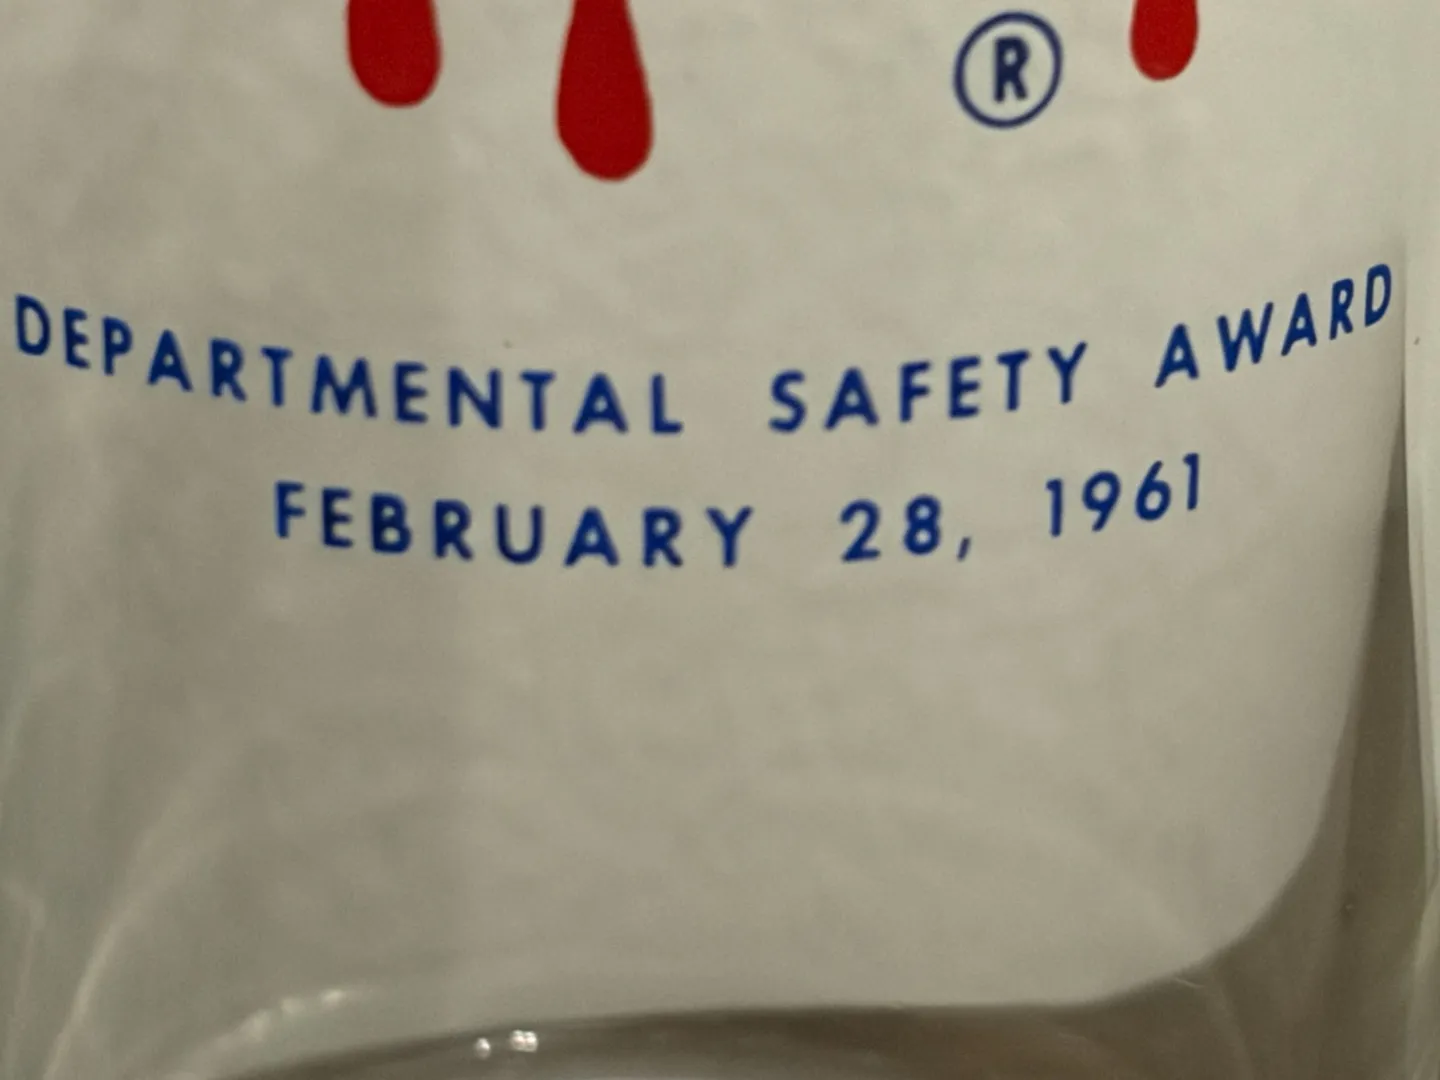 ®
DEPARTMENTAL SAFETY AWARD
FEBRUARY 28, 1961